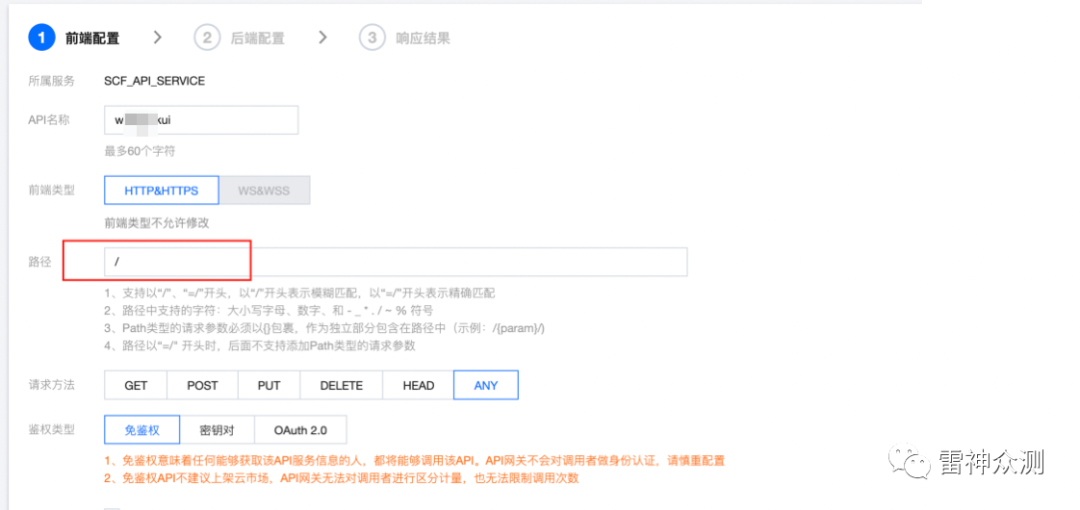 1 前端配置 > 2 后端配置 > 3 响应结果
所属服务 SCF_API_SERVICE
API名称 w kui
最多60个字符
前端类型 HTTP&HTTPS WS&WSS
前端类型不允许修改
路径 /
1、支持以“/”、“=/”开头，以“/”开头表示模糊匹配，以“=/”开头表示精确匹配
2、路径中支持的字符：大小写字母、数字、和 - _ * . / ~ % 符号
3、Path类型的请求参数必须以{}包裹，作为独立部分包含在路径中（示例：/{param}/)
4、路径以“=/” 开头时，后面不支持添加Path类型的请求参数
请求方法 GET POST PUT DELETE HEAD ANY
鉴权类型 免鉴权 密钥对 OAuth 2.0
1、免鉴权意味着任何能够获取该API服务信息的人，都将能够调用该API，API网关不会对调用者做身份认证，请慎重配置
2、免鉴权API不建议上架云市场，API网关无法对调用者进行区分计量，也无法限制调用次数
雷神众测